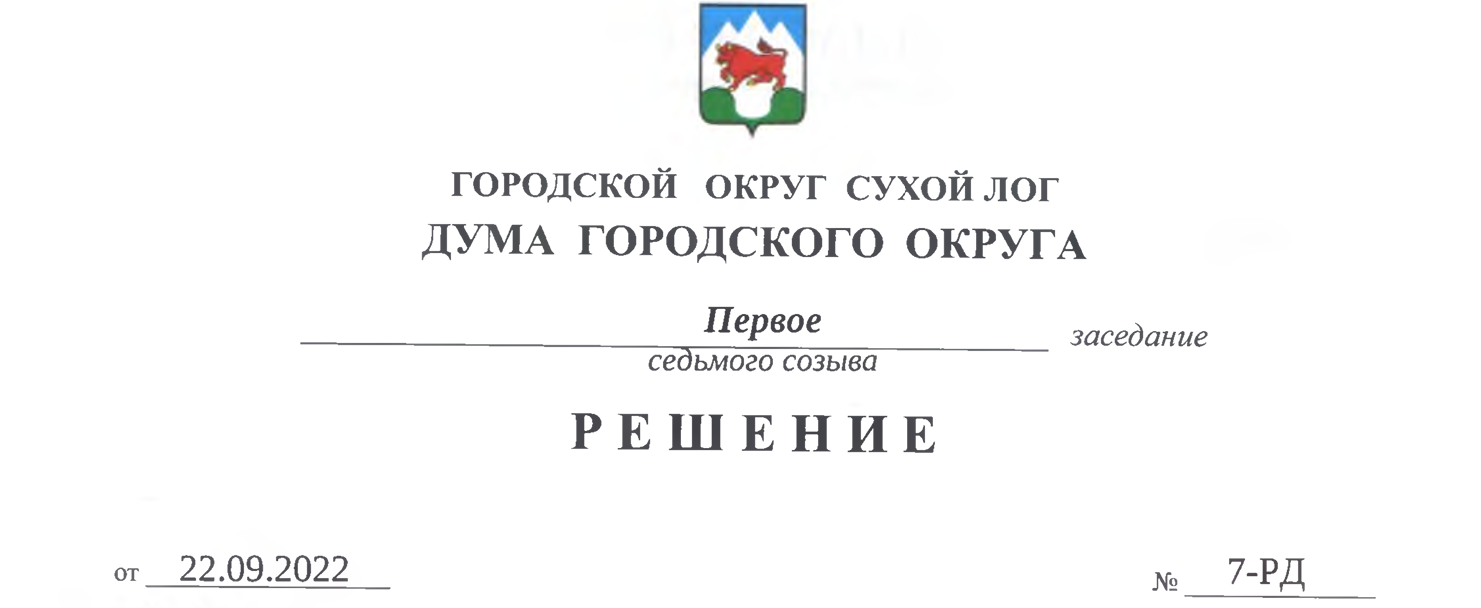 ГОРОДСКОЙ ОКРУГ СУХОЙ ЛОГ
ДУМА ГОРОДСКОГО ОКРУГА
Первое заседание
седьмого созыва
РЕШЕНИЕ
от 22.09.2022 № 7-РД